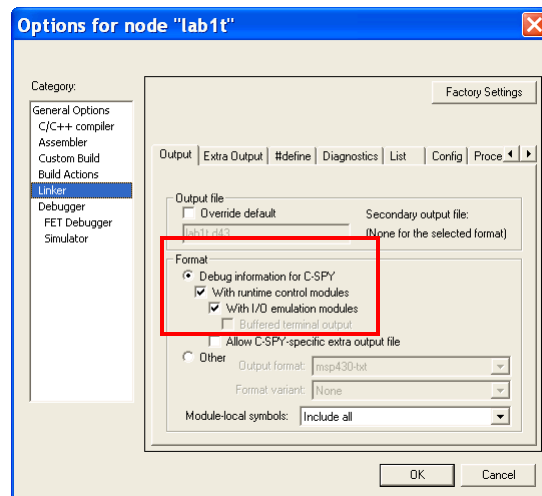 Options for node "lab1t"
Category:
Factory Settings
General Options
C/C++ compiler
Assembler
Custom Build
Build Actions
Linker
Debugger
FET Debugger
Simulator
Output Extra Output #define Diagnostics List Config Proce
Output file
Override default
Secondary output file:
lab1t.d43
(None for the selected format)
Format
Debug information for C-SPY
With runtime control modules
With I/O emulation modules
Buffered terminal output
Allow C-SPY-specific extra output file
Other
Output format: msp430-txt
Format variant: None
Module-local symbols: Include all
OK Cancel